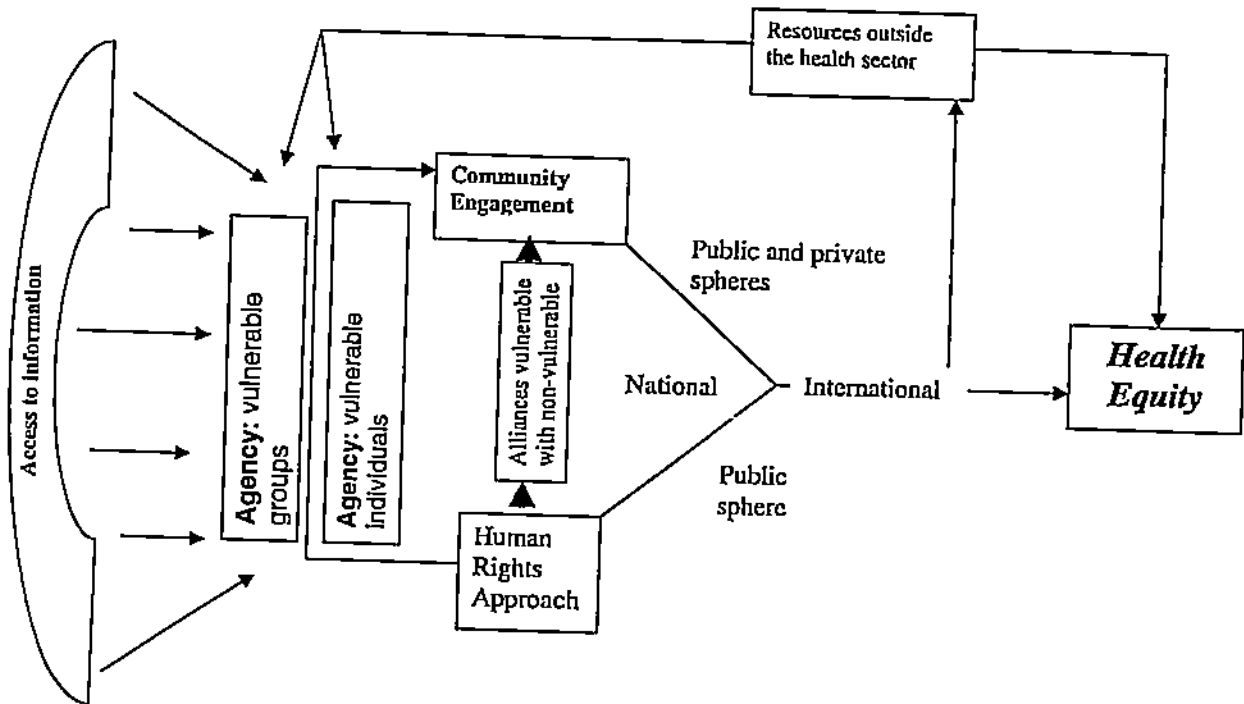 Access to information
Agency: vulnerable
groups
Agency: vulnerable
individuals
Community
Engagement
Alliances vulnerable
with non-vulnerable
Human
Rights
Approach
Public and private
spheres
National
International
Public
sphere
Resources outside
the health sector
Health
Equity